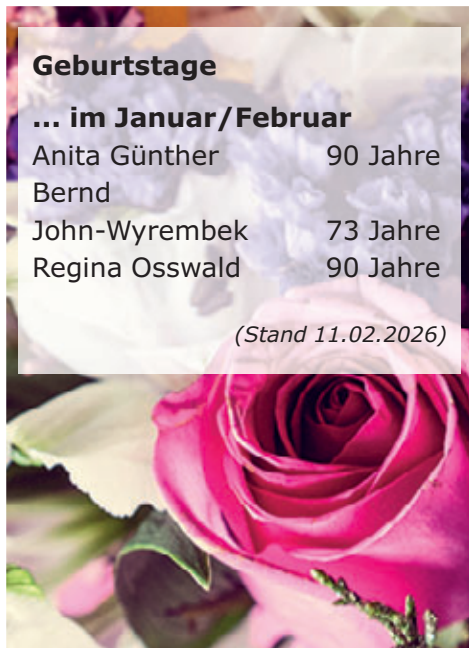 Geburtstage
... im Januar/Februar
Anita Günther 90 Jahre
Bernd
John-Wyrembek 73 Jahre
Regina Osswald 90 Jahre
(Stand 11.02.2026)